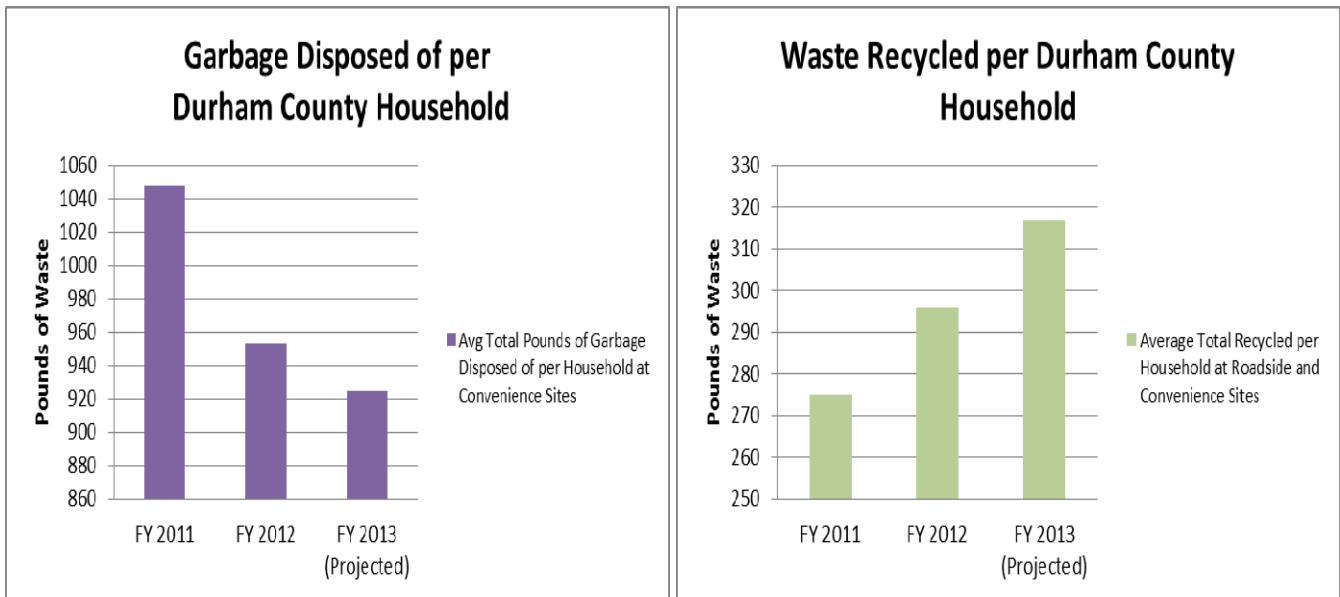 Garbage Disposed of per
Durham County Household
Pounds of Waste
1060
1040
1020
1000
980
960
940
920
900
880
860
FY 2011
FY 2012
FY 2013
(Projected)
Avg Total Pounds of Garbage
Disposed of per Household at
Convenience Sites
Waste Recycled per Durham County
Household
Pounds of Waste
330
320
310
300
290
280
270
260
250
FY 2011
FY 2012
FY 2013
(Projected)
Average Total Recycled per
Household at Roadside and
Convenience Sites